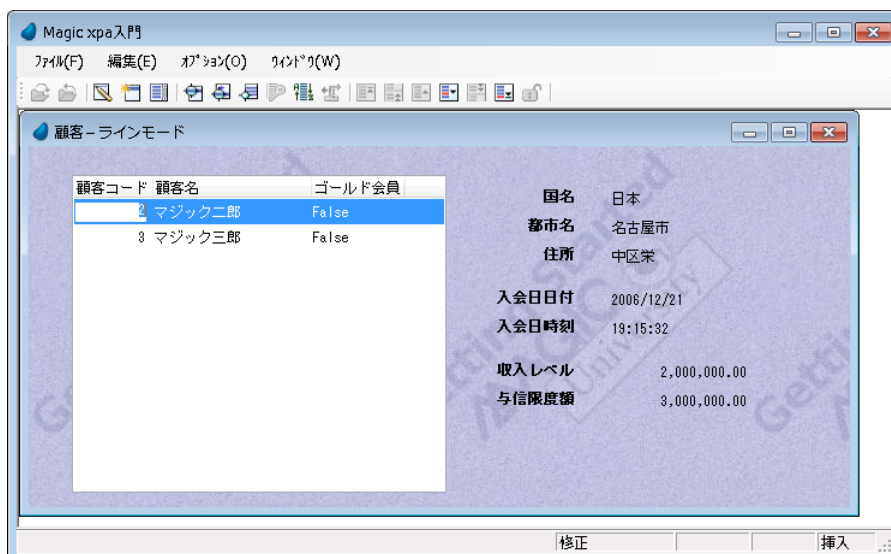 Magic xpa入門
ﾌｧｲﾙ(F) 編集(E) ｵﾌﾟｼｮﾝ(O) ｳｨﾝﾄﾞｳ(W)
顧客 – ラインモード
顧客コード 顧客名 ゴールド会員
2 マジック二郎 False
3 マジック三郎 False
国名 日本
都市名 名古屋市
住所 中区栄
入会日日付 2006/12/21
入会日時刻 19:15:32
収入レベル 2,000,000.00
与信限度額 3,000,000.00
Getting Started
Magic
University
Getti
修正 挿入